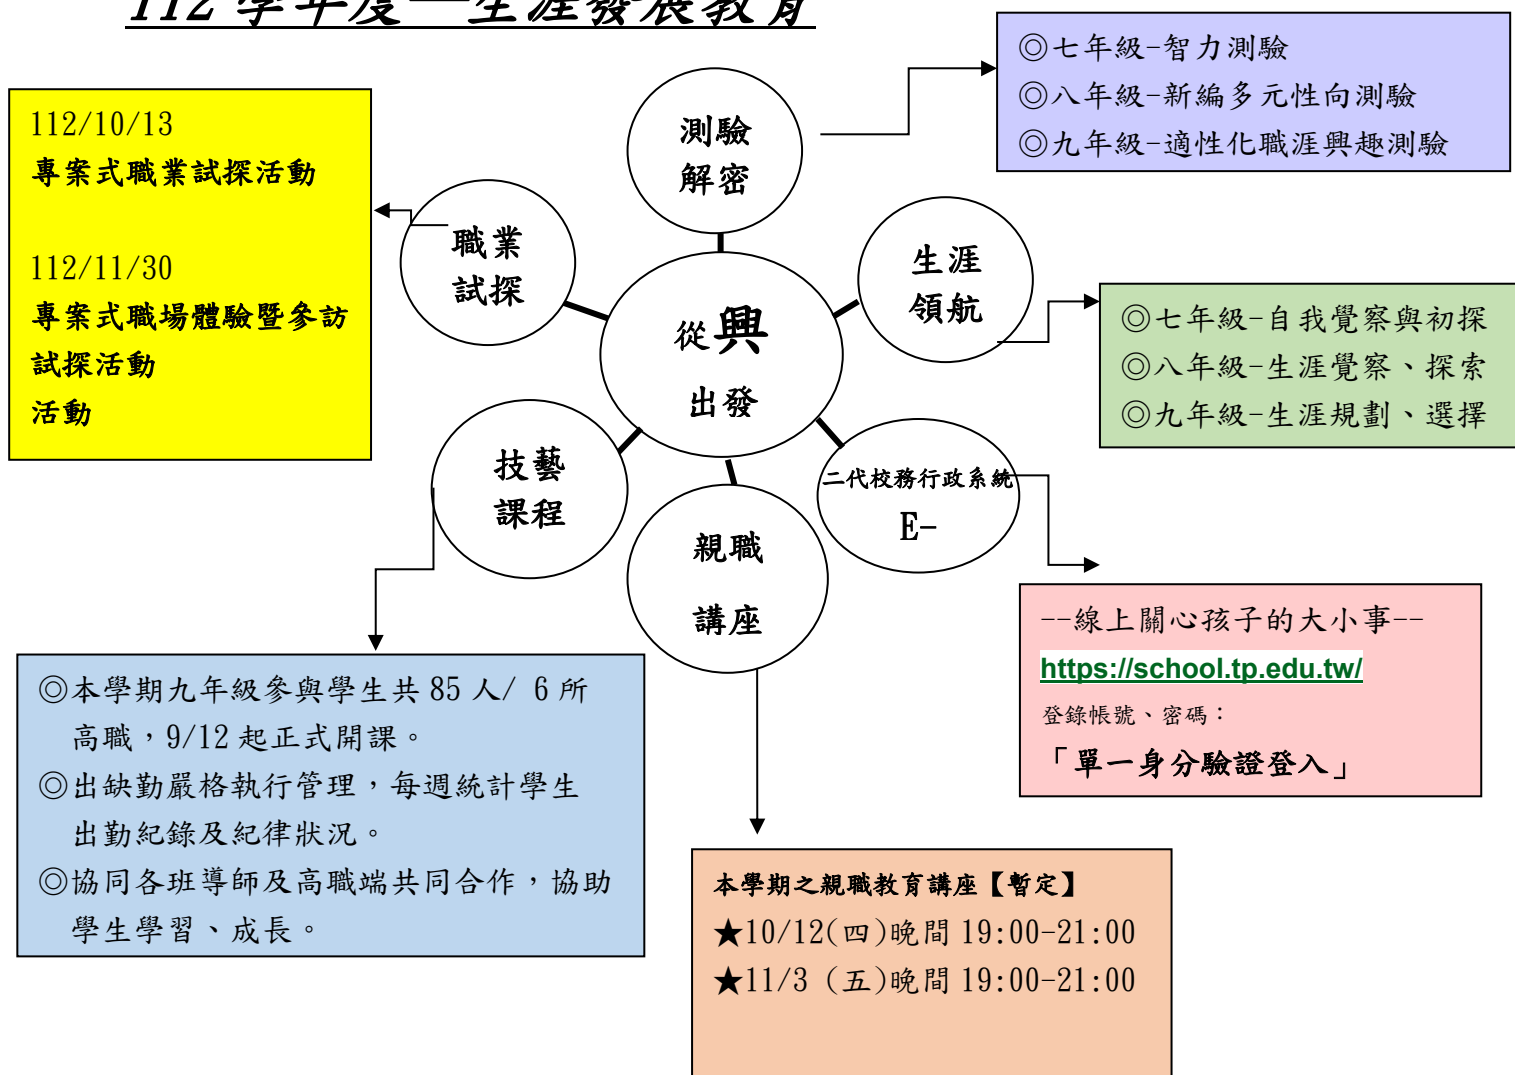 112 學年度—生涯發展教育
◎七年級-智力測驗
◎八年級-新編多元性向測驗
◎九年級-適性化職涯興趣測驗
112/10/13
專案式職業試探活動
112/11/30
專案式職場體驗暨參訪
試探活動
活動
測驗
解密
職業
試探
生涯
領航
從興
出發
◎七年級-自我覺察與初探
◎八年級-生涯覺察、探索
◎九年級-生涯規劃、選擇
技藝
課程
二代校務行政系統
E-
親職
講座
--線上關心孩子的大小事--
https://school.tp.edu.tw/
登錄帳號、密碼：
「單一身分驗證登入」
◎本學期九年級參與學生共 85 人/ 6 所
高職，9/12 起正式開課。
◎出缺勤嚴格執行管理，每週統計學生
出勤紀錄及紀律狀況。
◎協同各班導師及高職端共同合作，協助
學生學習、成長。
本學期之親職教育講座【暫定】
★10/12(四)晚間 19:00-21:00
★11/3 (五)晚間 19:00-21:00